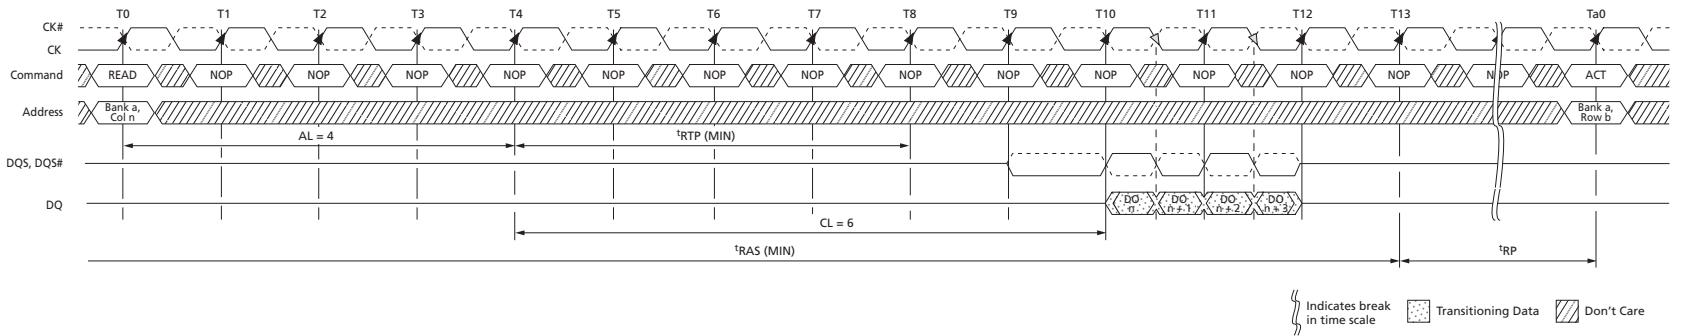 T0 T1 T2 T3 T4 T5 T6 T7 T8 T9 T10 T11 T12 T13 Ta0
CK#
CK
Command READ NOP NOP NOP NOP NOP NOP NOP NOP NOP NOP NOP NOP NOP NOP ACT
Address Bank a, Col n Bank a, Row b
AL = 4 tRTP (MIN)
DQS, DQS#
DQ DO n DO n + 1 DO n + 2 DO n + 3
CL = 6
tRAS (MIN) tRP
Indicates break in time scale Transitioning Data Don't Care